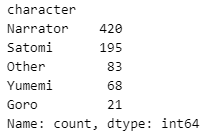 character
Narrator    420
Satomi      195
Other        83
Yumemi       68
Goro         21
Name: count, dtype: int64